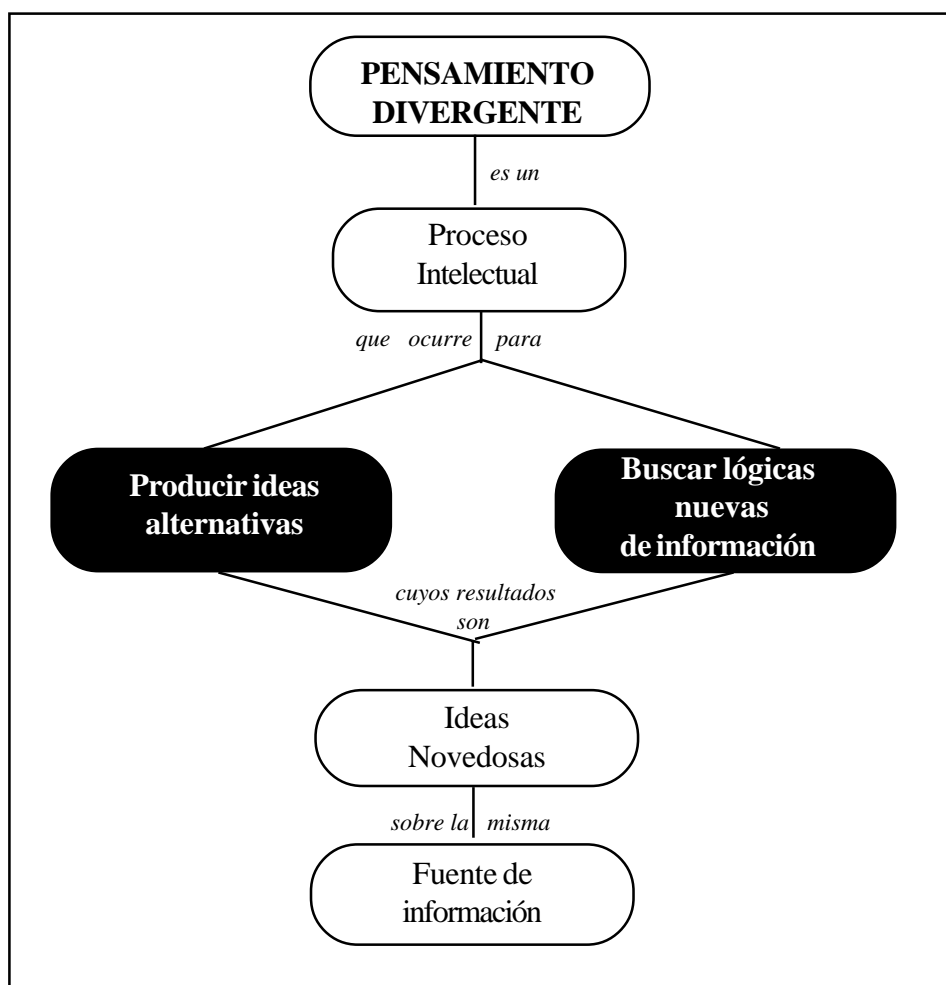 PENSAMIENTO
DIVERGENTE
es un
Proceso
Intelectual
que ocurre para
Producir ideas
alternativas
Buscar lógicas
nuevas
de información
cuyos resultados
son
Ideas
Novedosas
sobre la misma
Fuente de
información